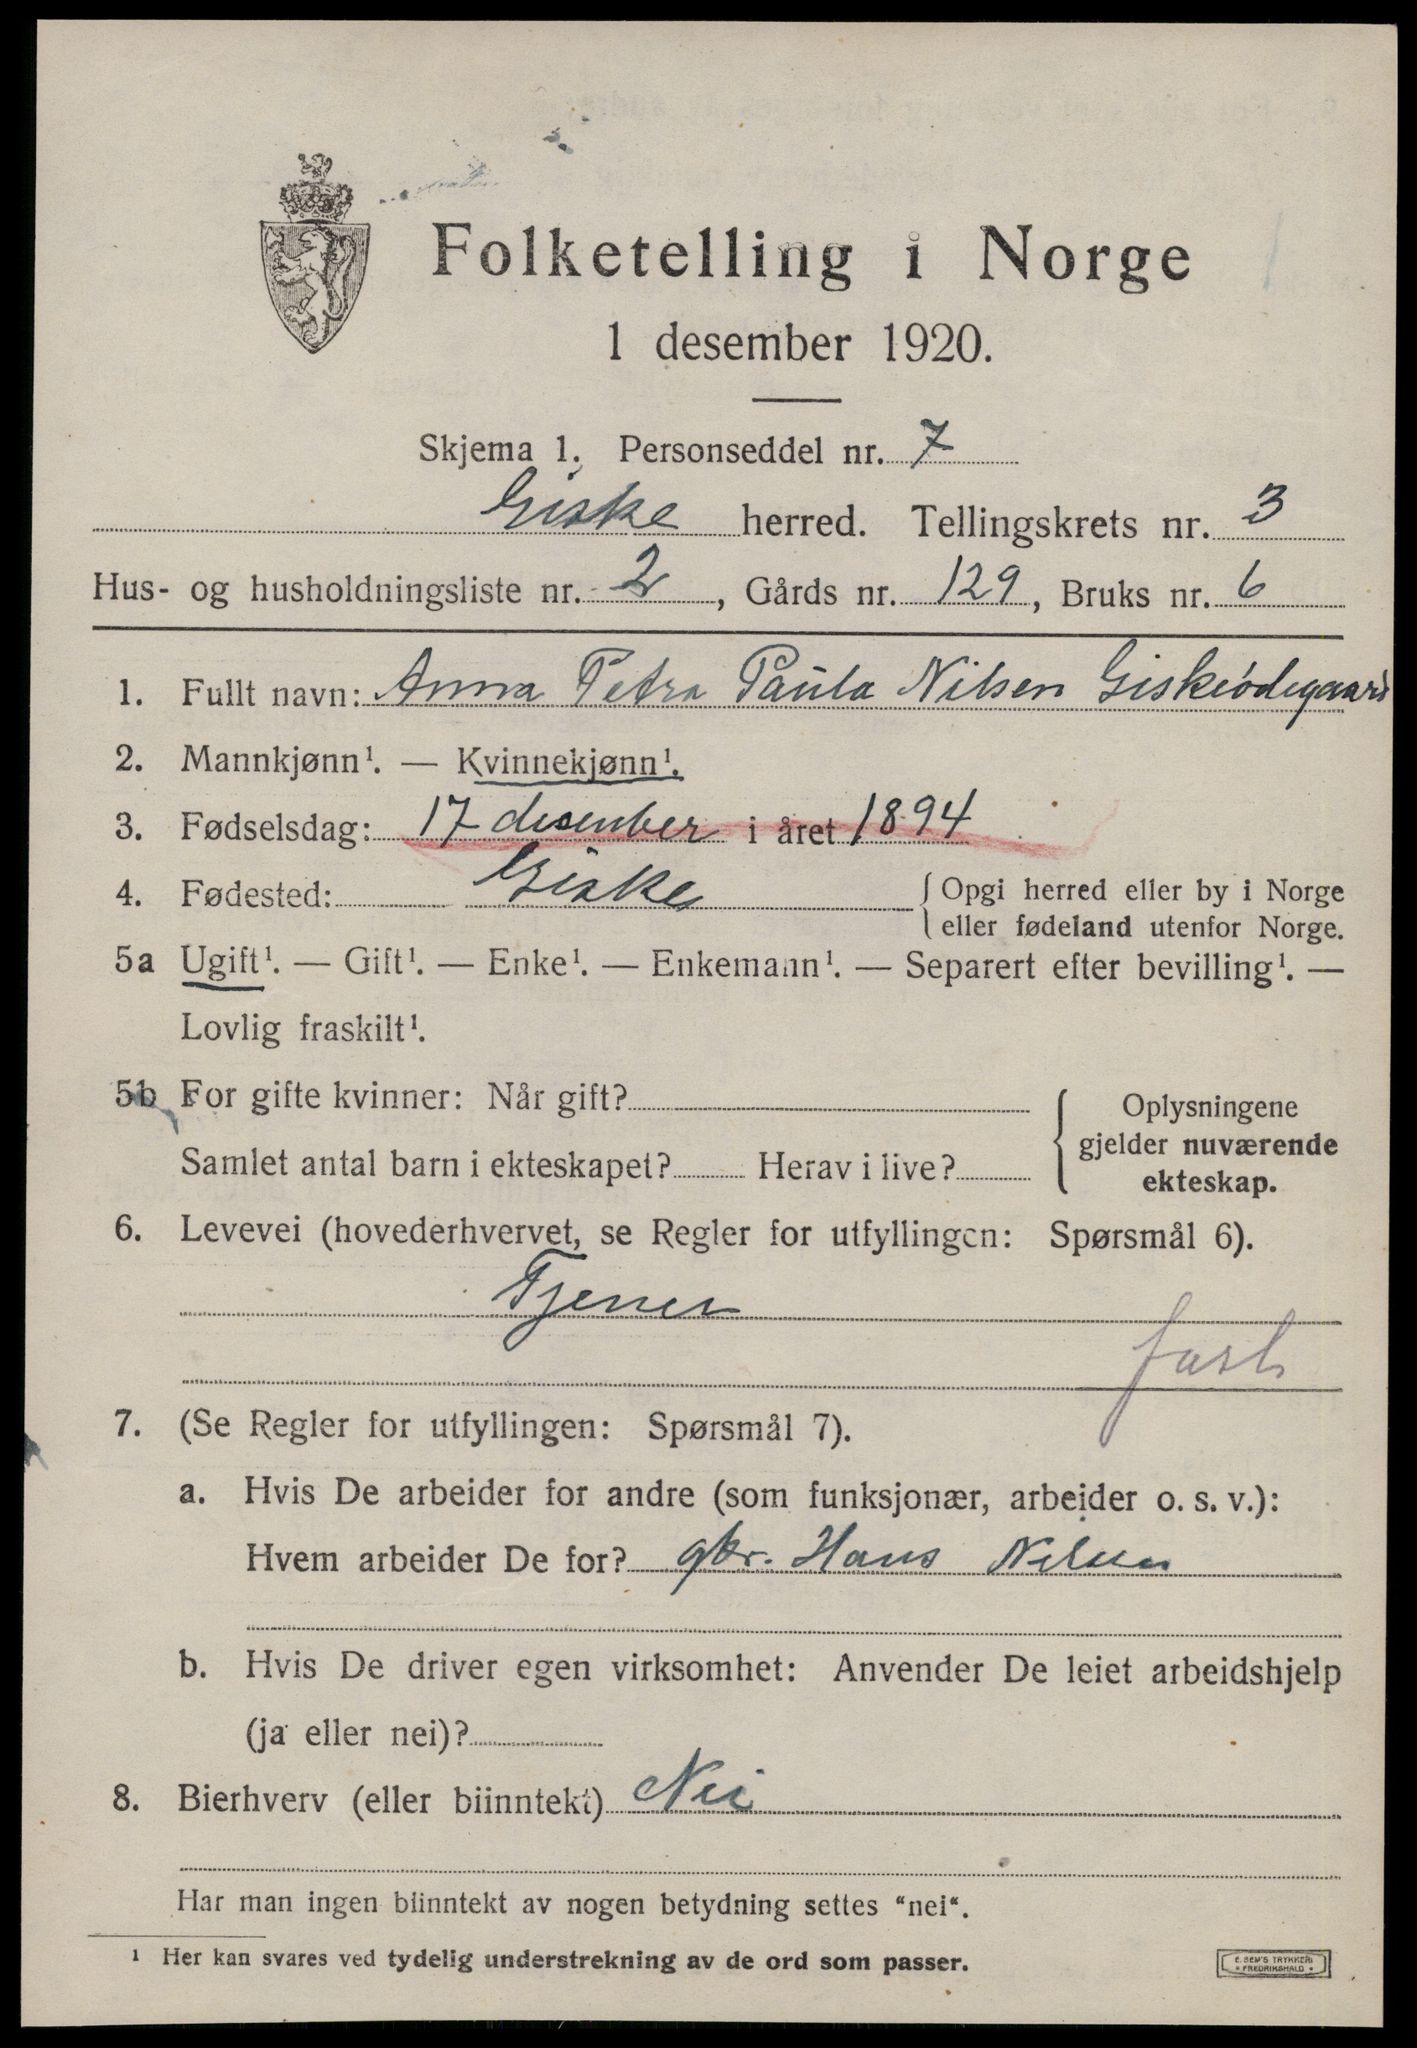 Folketelling i Norge
1 desember 1920.
Skjema 1. Personseddel nr. 7
Giske herred. Tellingskrets nr. 3
Hus- og husholdningsliste nr. 2, Gårds nr. 129, Bruks nr. 6
1. Fullt navn: Anna Petra Paula Nilsen Giskeødegaard
2. Mannkjønn¹. — Kvinnekjønn¹.
3. Fødselsdag: 17 desember i året 1894
4. Fødested: Giske { Opgi herred eller by i Norge
eller fødeland utenfor Norge.
5a Ugift¹. — Gift¹. — Enke¹. — Enkemann¹. — Separert efter bevilling¹. —
Lovlig fraskilt¹.
5b For gifte kvinner: Når gift?
Samlet antal barn i ekteskapet? Herav i live?
Oplysningene
gjelder nuværende
ekteskap.
6. Levevei (hovederhvervet, se Regler for utfyllingen: Spørsmål 6).
Tjener
7. (Se Regler for utfyllingen: Spørsmål 7).
a. Hvis De arbeider for andre (som funksjonær, arbeider o. s. v.):
Hvem arbeider De for? gbr. Hans Nilsen
b. Hvis De driver egen virksomhet: Anvender De leiet arbeidshjelp
(ja eller nei)?
8. Bierhverv (eller biinntekt) Nei
Har man ingen biinntekt av nogen betydning settes "nei".
¹ Her kan svares ved tydelig understrekning av de ord som passer.
E. SEM'S TRYKKERI
FREDRIKSHALD